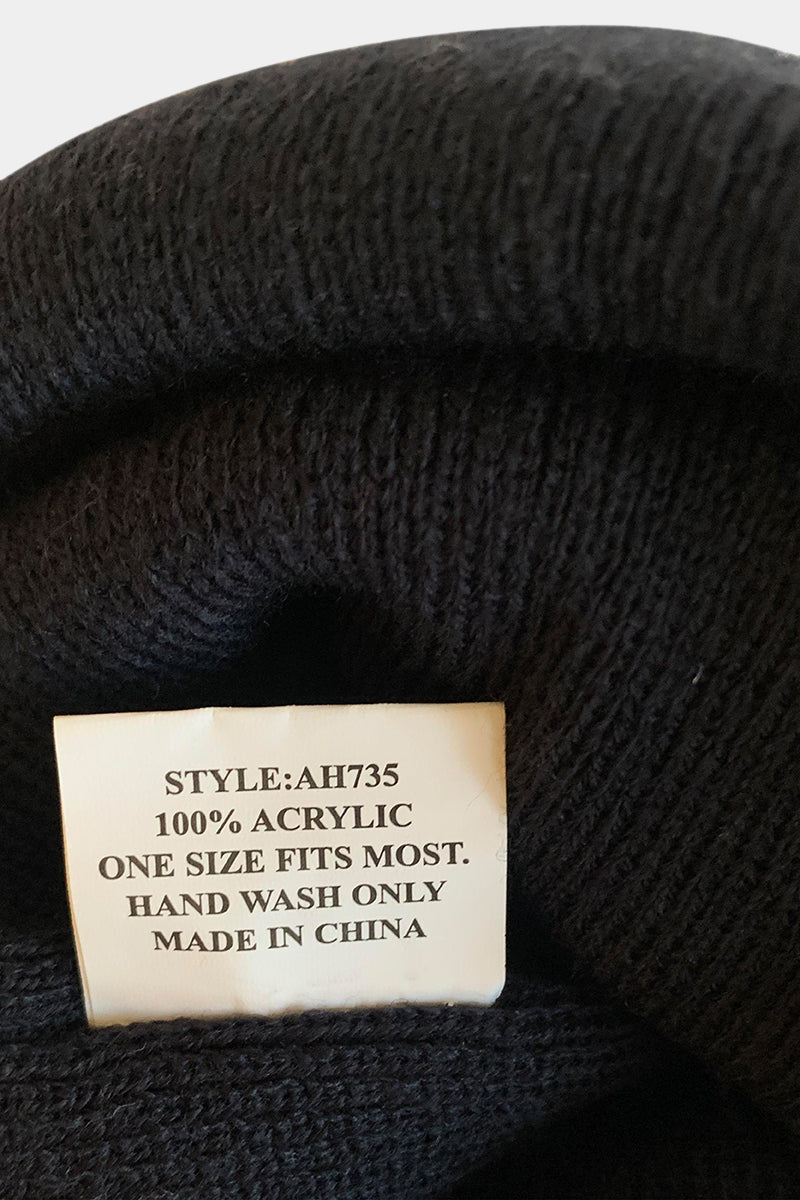 STYLE:AH735
100% ACRYLIC
ONE SIZE FITS MOST.
HAND WASH ONLY
MADE IN CHINA